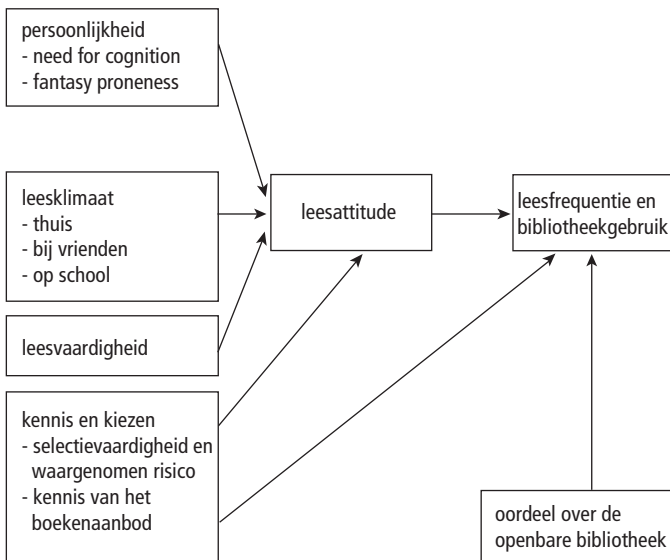 persoonlijkheid
- need for cognition
- fantasy proneness
leesklimaat
- thuis
- bij vrienden
- op school
leesvaardigheid
kennis en kiezen
- selectievaardigheid en
waargenomen risico
- kennis van het
boekenaanbod
leesattitude
leesfrequentie en
bibliotheekgebruik
oordeel over de
openbare bibliotheek